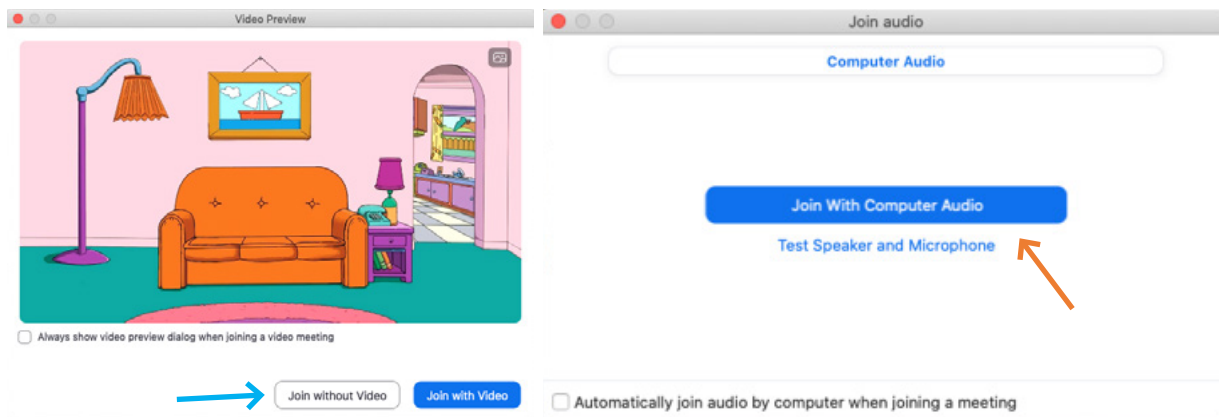 Video Preview
Always show video preview dialog when joining a video meeting
Join without Video
Join with Video
Join audio
Computer Audio
Join With Computer Audio
Test Speaker and Microphone
Automatically join audio by computer when joining a meeting